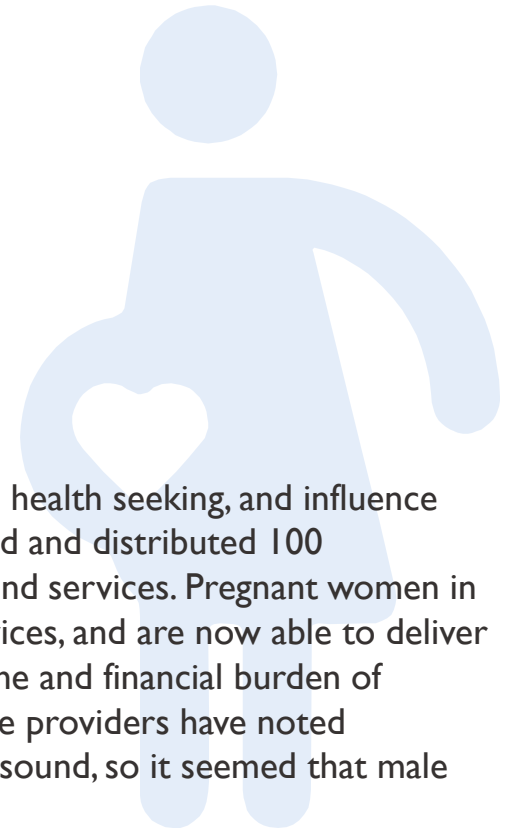 health seeking, and influence
d and distributed 100
nd services. Pregnant women in
vices, and are now able to deliver
ne and financial burden of
e providers have noted
sound, so it seemed that male